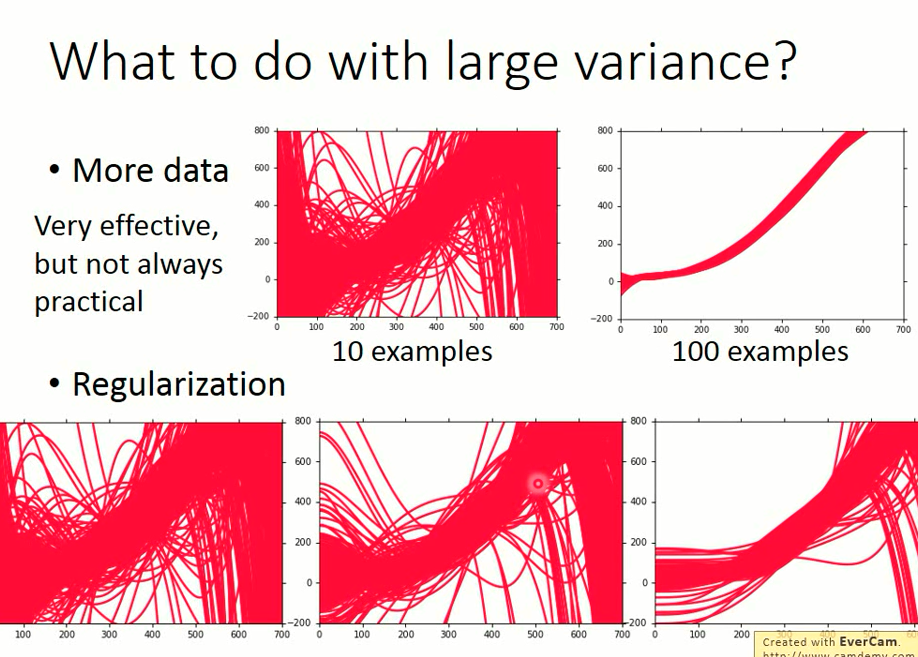 What to do with large variance?
• More data
Very effective,
but not always
practical
800
600
400
200
0
−200
0 100 200 300 400 500 600 700
10 examples
800
600
400
200
0
−200
0 100 200 300 400 500 600 700
100 examples
• Regularization
100 200 300 400 500 600 700
800
600
400
200
0
−200
0 100 200 300 400 500 600 700
800
600
400
200
0
−200
0 100 200 300 400 500
Created with EverCam.
http://www.camdemy.com